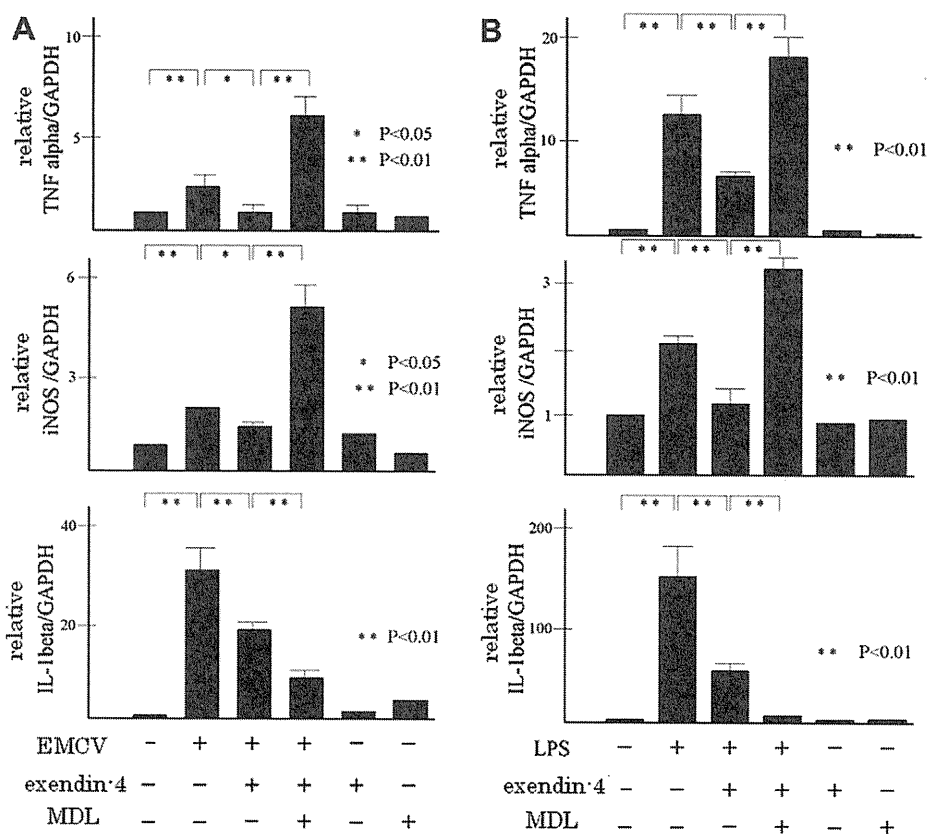 A
relative
TNF alpha/GAPDH
10
5
** * **
* P<0.05
** P<0.01
relative
iNOS /GAPDH
6
3
** * **
* P<0.05
** P<0.01
relative
IL-1beta/GAPDH
40
20
** ** **
** P<0.01
EMCV - + + + - -
exendin·4 - - + + + -
MDL - - - + - +
B
relative
TNF alpha/GAPDH
20
10
** ** **
** P<0.01
relative
iNOS /GAPDH
3
1
** ** **
** P<0.01
relative
IL-1beta/GAPDH
200
100
** ** **
** P<0.01
LPS - + + + - -
exendin·4 - - + + + -
MDL - - - + - +